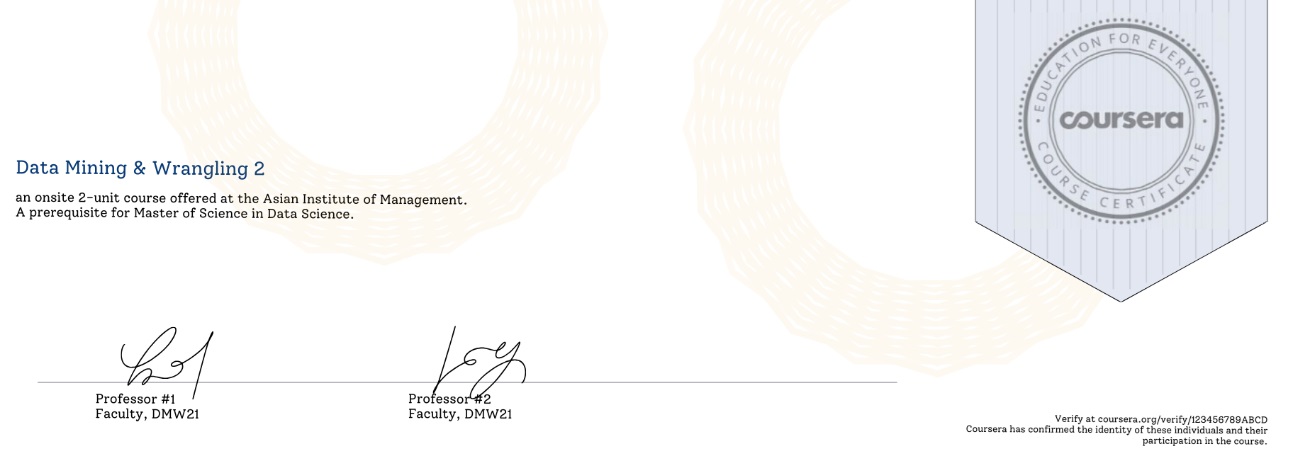 EDUCATION FOR EVERYONE
coursera
COURSE CERTIFICATE
Data Mining & Wrangling 2
an onsite 2-unit course offered at the Asian Institute of Management.
A prerequisite for Master of Science in Data Science.
Professor #1
Faculty, DMW21
Professor #2
Faculty, DMW21
Verify at coursera.org/verify/123456789ABCD
Coursera has confirmed the identity of these individuals and their
participation in the course.